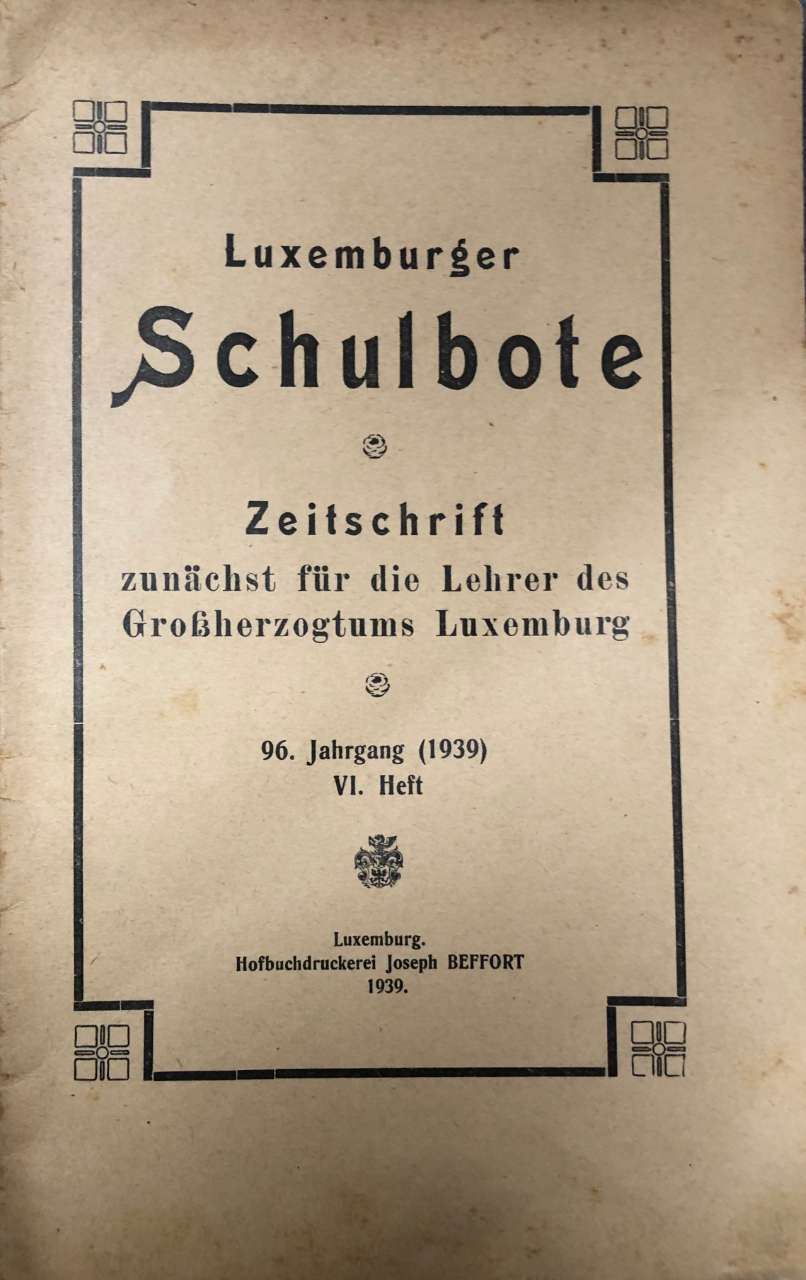 Luxemburger
Schulbote
Zeitschrift
zunächst für die Lehrer des
Großherzogtums Luxemburg
96. Jahrgang (1939)
VI. Heft
Luxemburg.
Hofbuchdruckerei Joseph BEFFORT
1939.